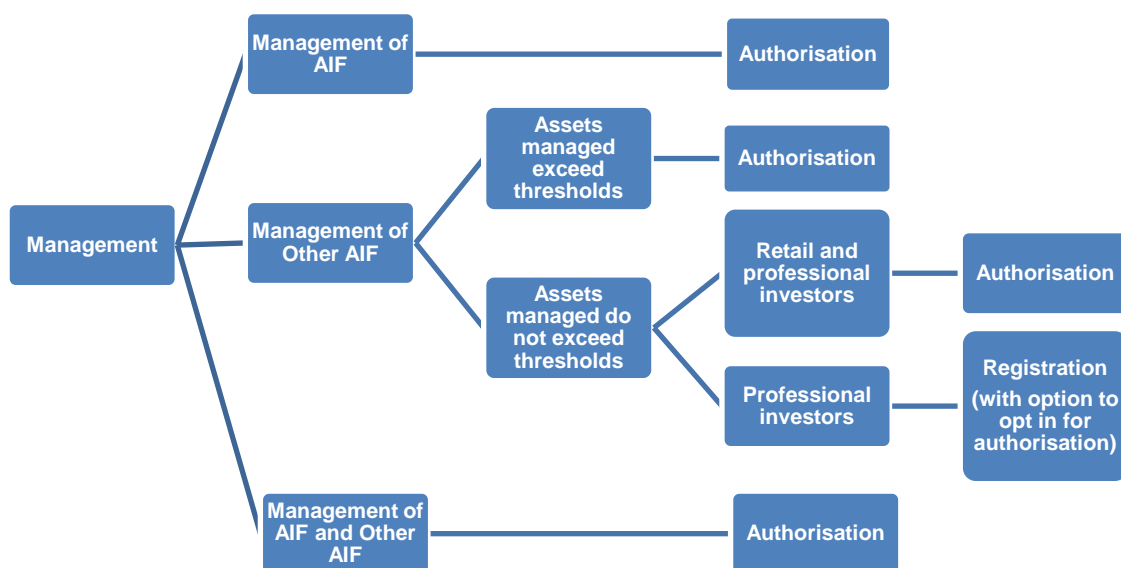 Management
Management of
AIF
Authorisation
Management of
Other AIF
Assets
managed
exceed
thresholds
Authorisation
Assets
managed do
not exceed
thresholds
Retail and
professional
investors
Authorisation
Professional
investors
Registration
(with option to
opt in for
authorisation)
Management of
AIF and Other
AIF
Authorisation